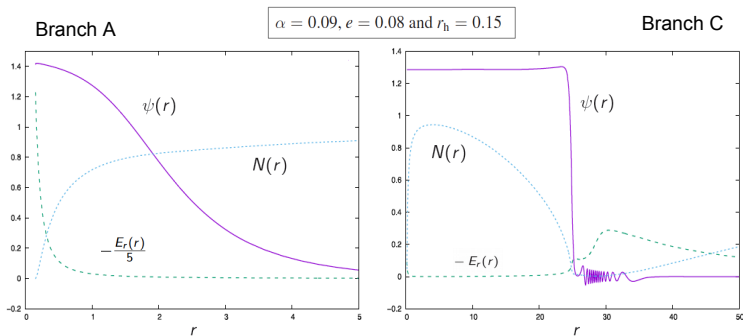 Branch A
α = 0.09, e = 0.08 and r_h = 0.15
Branch C
1.4
1.2
1
0.8
0.6
0.4
0.2
0
-0.2
0
1
2
3
4
5
r
ψ(r)
N(r)
− E_r(r)/5
1.4
1.2
1
0.8
0.6
0.4
0.2
0
-0.2
0
10
20
30
40
50
r
ψ(r)
N(r)
− E_r(r)